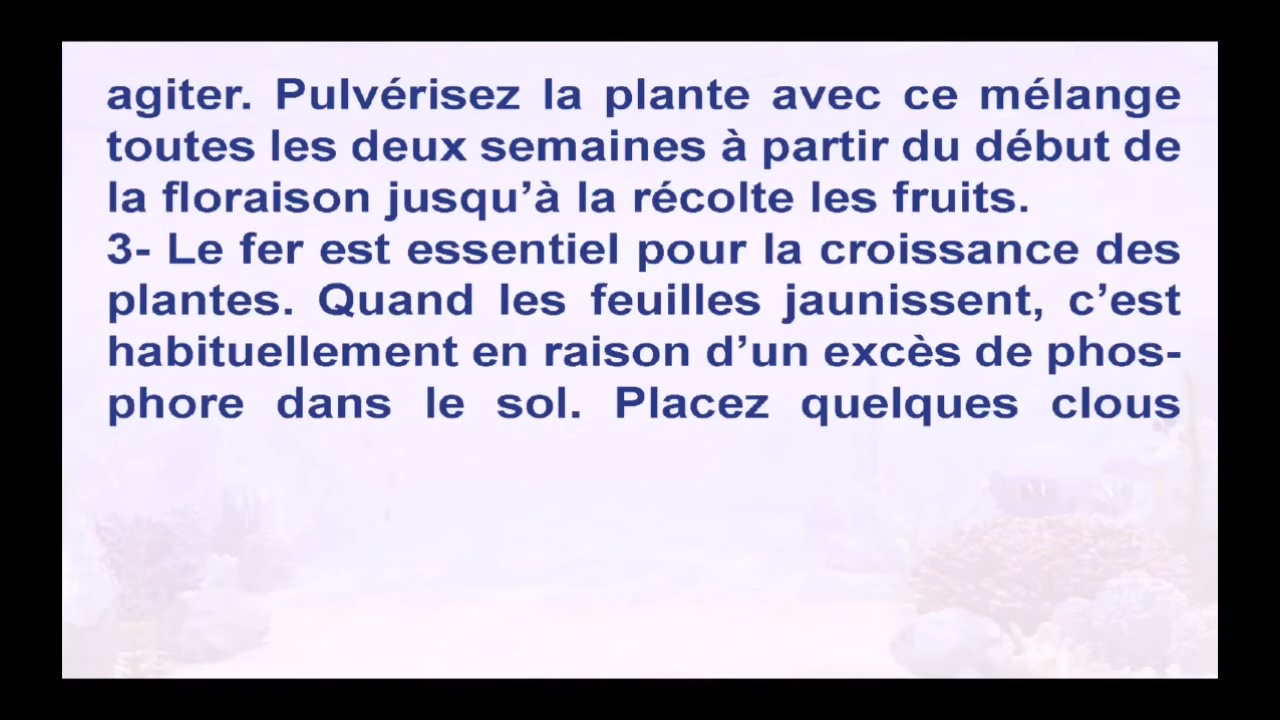 agiter. Pulvérisez la plante avec ce mélange
toutes les deux semaines à partir du début de
la floraison jusqu’à la récolte les fruits.
3- Le fer est essentiel pour la croissance des
plantes. Quand les feuilles jaunissent, c’est
habituellement en raison d’un excès de phos-
phore dans le sol. Placez quelques clous